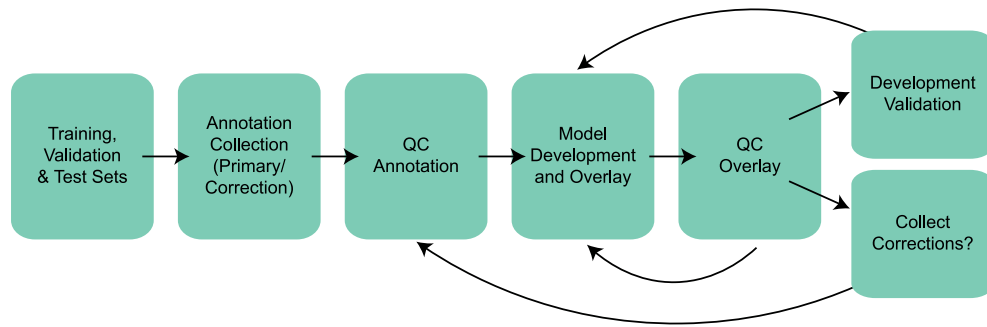 Training,
Validation
& Test Sets
Annotation
Collection
(Primary/
Correction)
QC
Annotation
Model
Development
and Overlay
QC
Overlay
Development
Validation
Collect
Corrections?